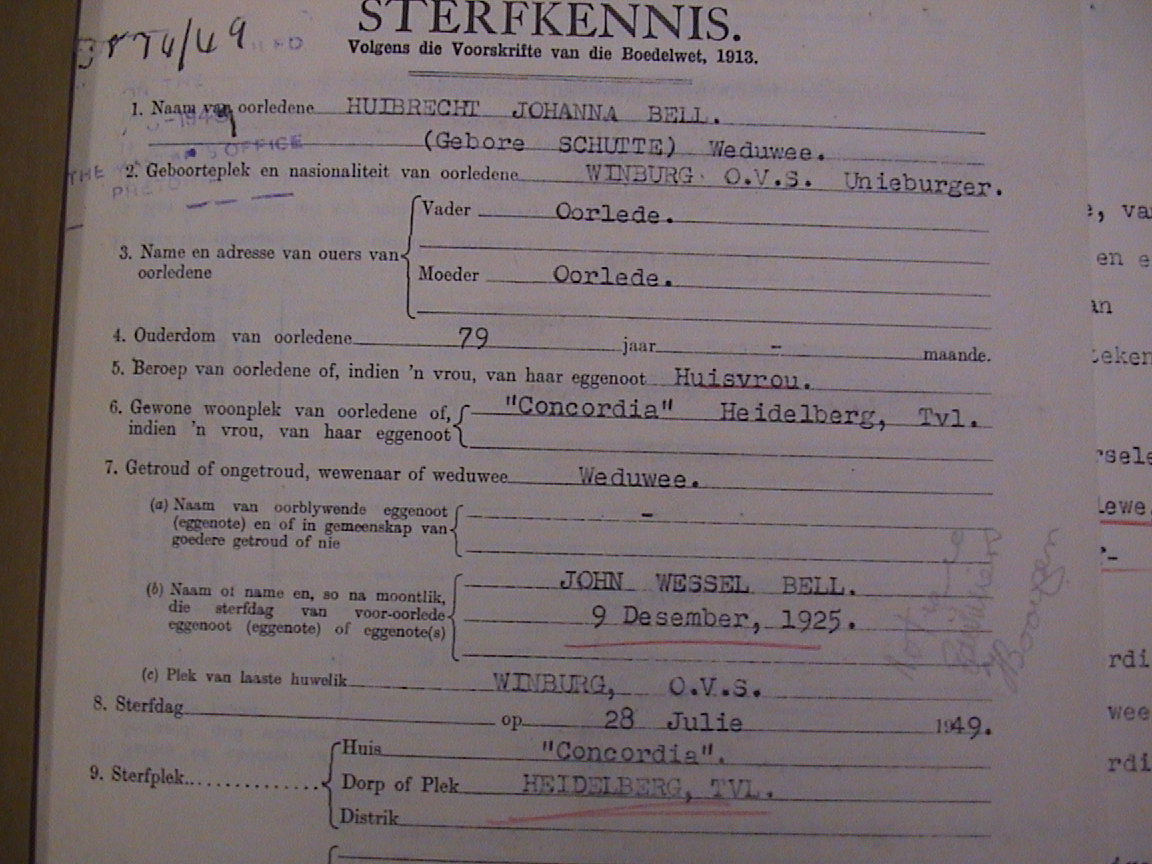 STERFKENNIS.
Volgens die Voorskrifte van die Boedelwet, 1913.
1. Naam van oorledene HUIBRECHT JOHANNA BELL.
(Gebore SCHUTTE) Weduwee.
OFFICE
THE
2. Geboorteplek en nasionaliteit van oorledene WINBURG O.V.S. Unieburger.
3. Name en adresse van ouers van oorledene
Vader Oorlede.
Moeder Oorlede.
4. Ouderdom van oorledene 79 jaar - maande.
5. Beroep van oorledene of, indien 'n vrou, van haar eggenoot Huisvrou.
6. Gewone woonplek van oorledene of, "Concordia" Heidelberg, Tvl.
indien 'n vrou, van haar eggenoot
7. Getroud of ongetroud, wewenaar of weduwee Weduwee.
(a) Naam van oorblywende eggenoot -
(eggenote) en of in gemeenskap van
goedere getroud of nie
(b) Naam of name en, so na moontlik, JOHN WESSEL BELL.
die sterfdag van voor-oorlede 9 Desember, 1925.
eggenoot (eggenote) of eggenote(s)
(c) Plek van laaste huwelik WINBURG, O.V.S.
8. Sterfdag op 28 Julie 1949.
9. Sterfplek.............
Huis "Concordia".
Dorp of Plek HEIDELBERG, TVL.
Distrik
en
rdi
wee
rdi